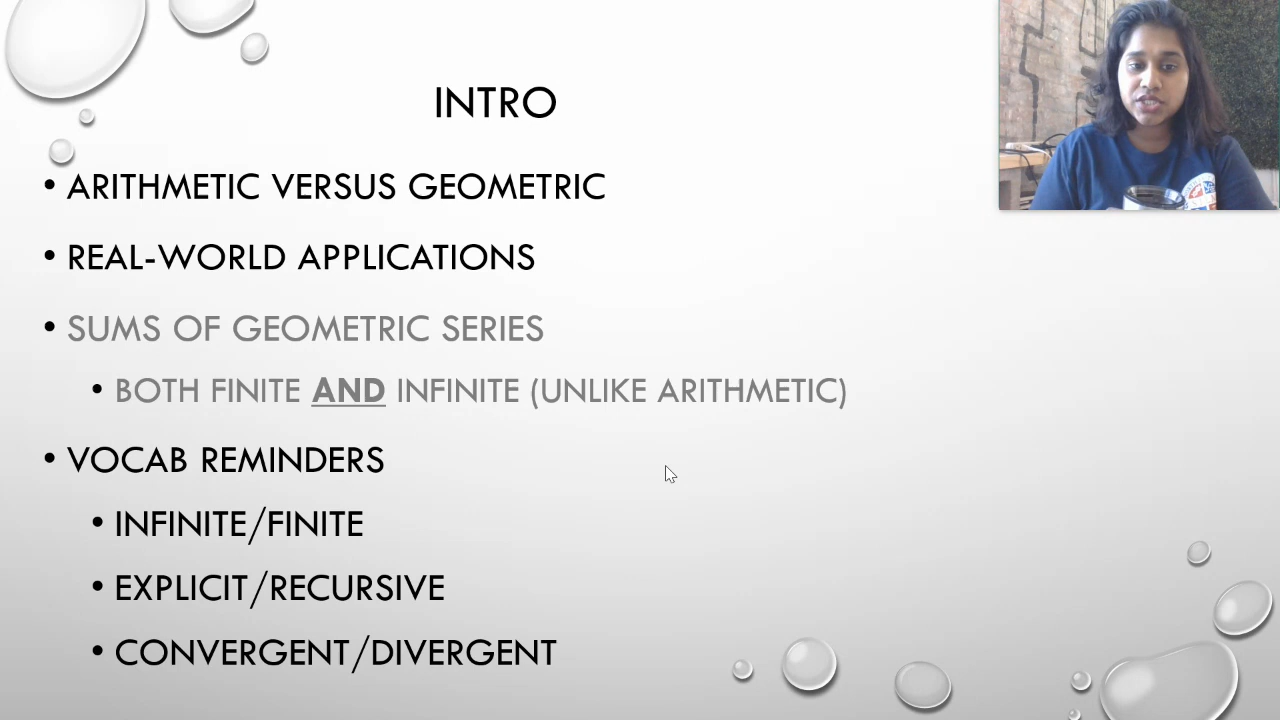 INTRO
• ARITHMETIC VERSUS GEOMETRIC
• REAL-WORLD APPLICATIONS
• SUMS OF GEOMETRIC SERIES
• BOTH FINITE AND INFINITE (UNLIKE ARITHMETIC)
• VOCAB REMINDERS
• INFINITE/FINITE
• EXPLICIT/RECURSIVE
• CONVERGENT/DIVERGENT